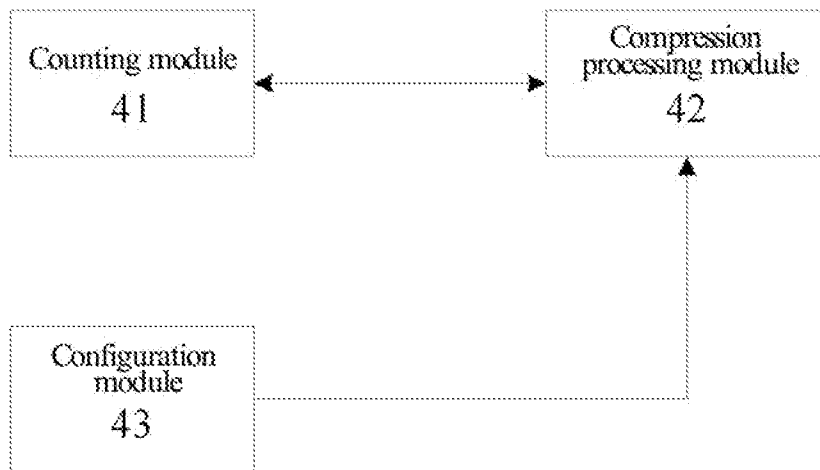 Counting module
41
Compression
processing module
42
Configuration
module
43